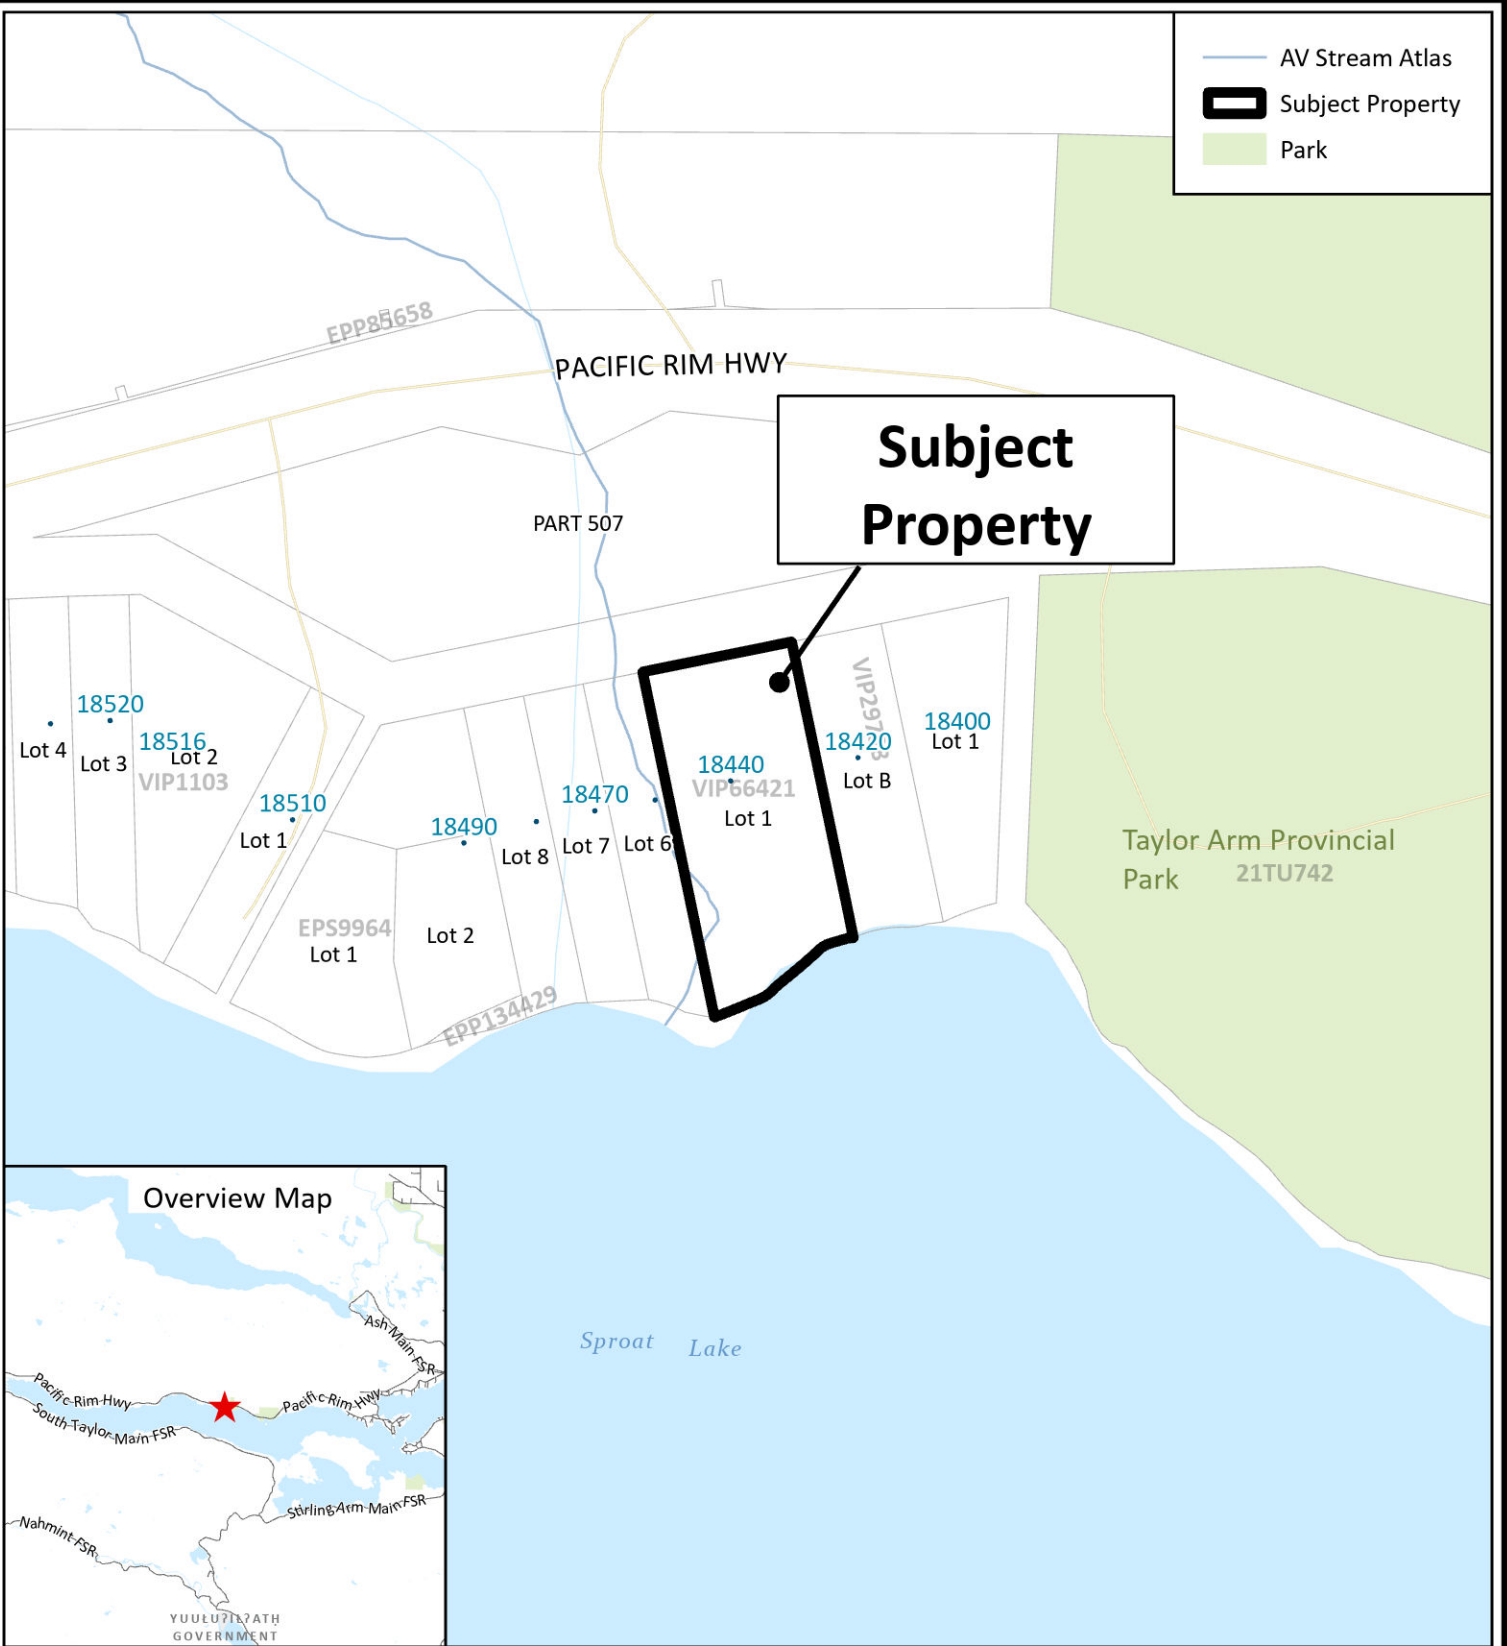 AV Stream Atlas
Subject Property
Park
EPP85658
PACIFIC RIM HWY
Subject
Property
PART 507
18520
18516
Lot 4
Lot 3
Lot 2
VIP1103
18510
Lot 1
18490
Lot 8
18470
Lot 7
Lot 6
18440
VIP66421
Lot 1
18420
Lot B
18400
Lot 1
EPS9964
Lot 1
Lot 2
EPP134429
Taylor Arm Provincial
Park
21TU742
Sproat Lake
Overview Map
Ash Main FSR
Pacific Rim Hwy
Pacific Rim Hwy
South Taylor Main FSR
Stirling Arm Main FSR
Nahmint FSR
YUUŁUʔIŁʔATḤ
GOVERNMENT